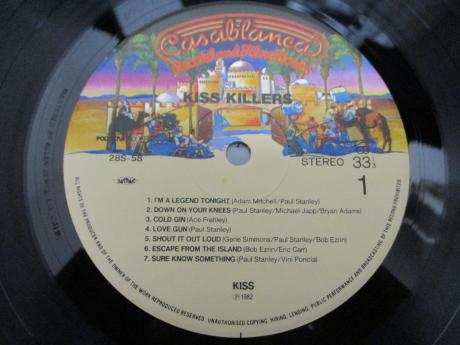 Casablanca
Record and FilmWorks
KISS KILLERS
28S-58
STEREO 33 1/3
1
1. I'M A LEGEND TONIGHT (Adam Mitchell/Paul Stanley)
2. DOWN ON YOUR KNEES (Paul Stanley/Michael Japp/Bryan Adams)
3. COLD GIN (Ace Frehley)
4. LOVE GUN (Paul Stanley)
5. SHOUT IT OUT LOUD (Gene Simmons/Paul Stanley/Bob Ezrin)
6. ESCAPE FROM THE ISLAND (Bob Ezrin/Eric Carr)
7. SURE KNOW SOMETHING (Paul Stanley/Vini Poncia)
KISS
℗1982
ALL RIGHTS OF THE PRODUCER AND OF THE OWNER OF THE WORK REPRODUCED RESERVED. UNAUTHORISED COPYING, HIRING, LENDING, PUBLIC PERFORMANCE AND BROADCASTING OF THIS RECORD PROHIBITED